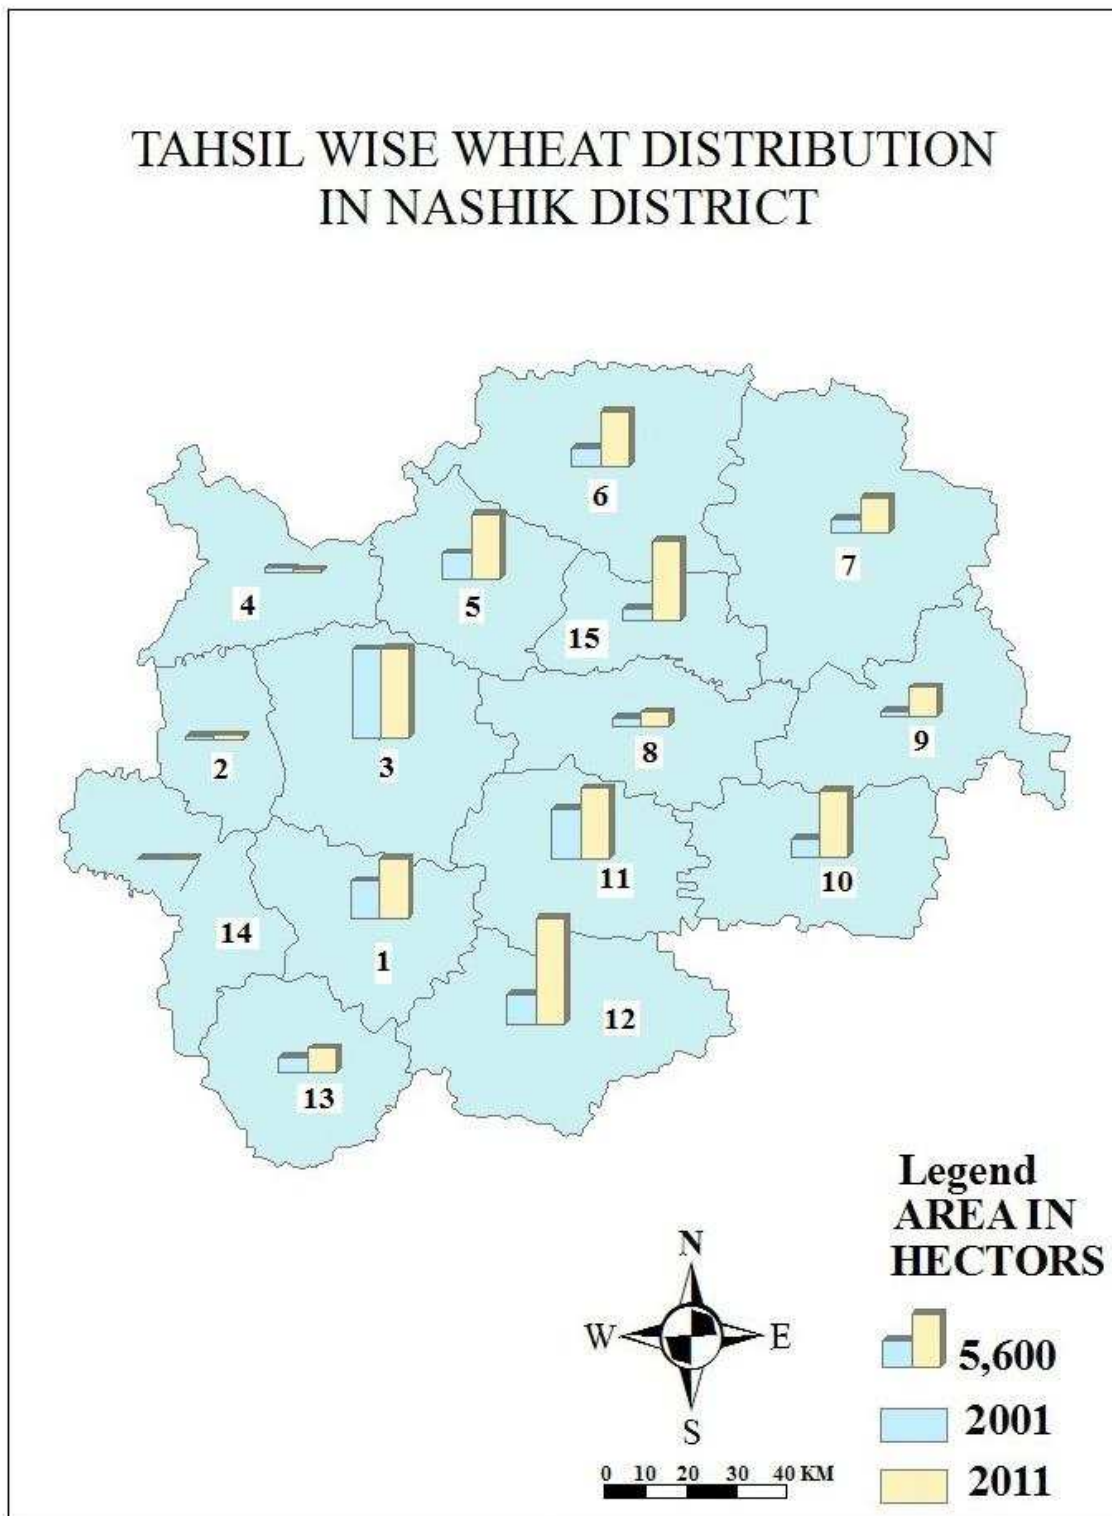 TAHSIL WISE WHEAT DISTRIBUTION
IN NASHIK DISTRICT
6
7
4
5
15
2
3
8
9
11
10
14
1
12
13
Legend
AREA IN
HECTORS
5,600
2001
2011
N
W E
S
0 10 20 30 40 KM